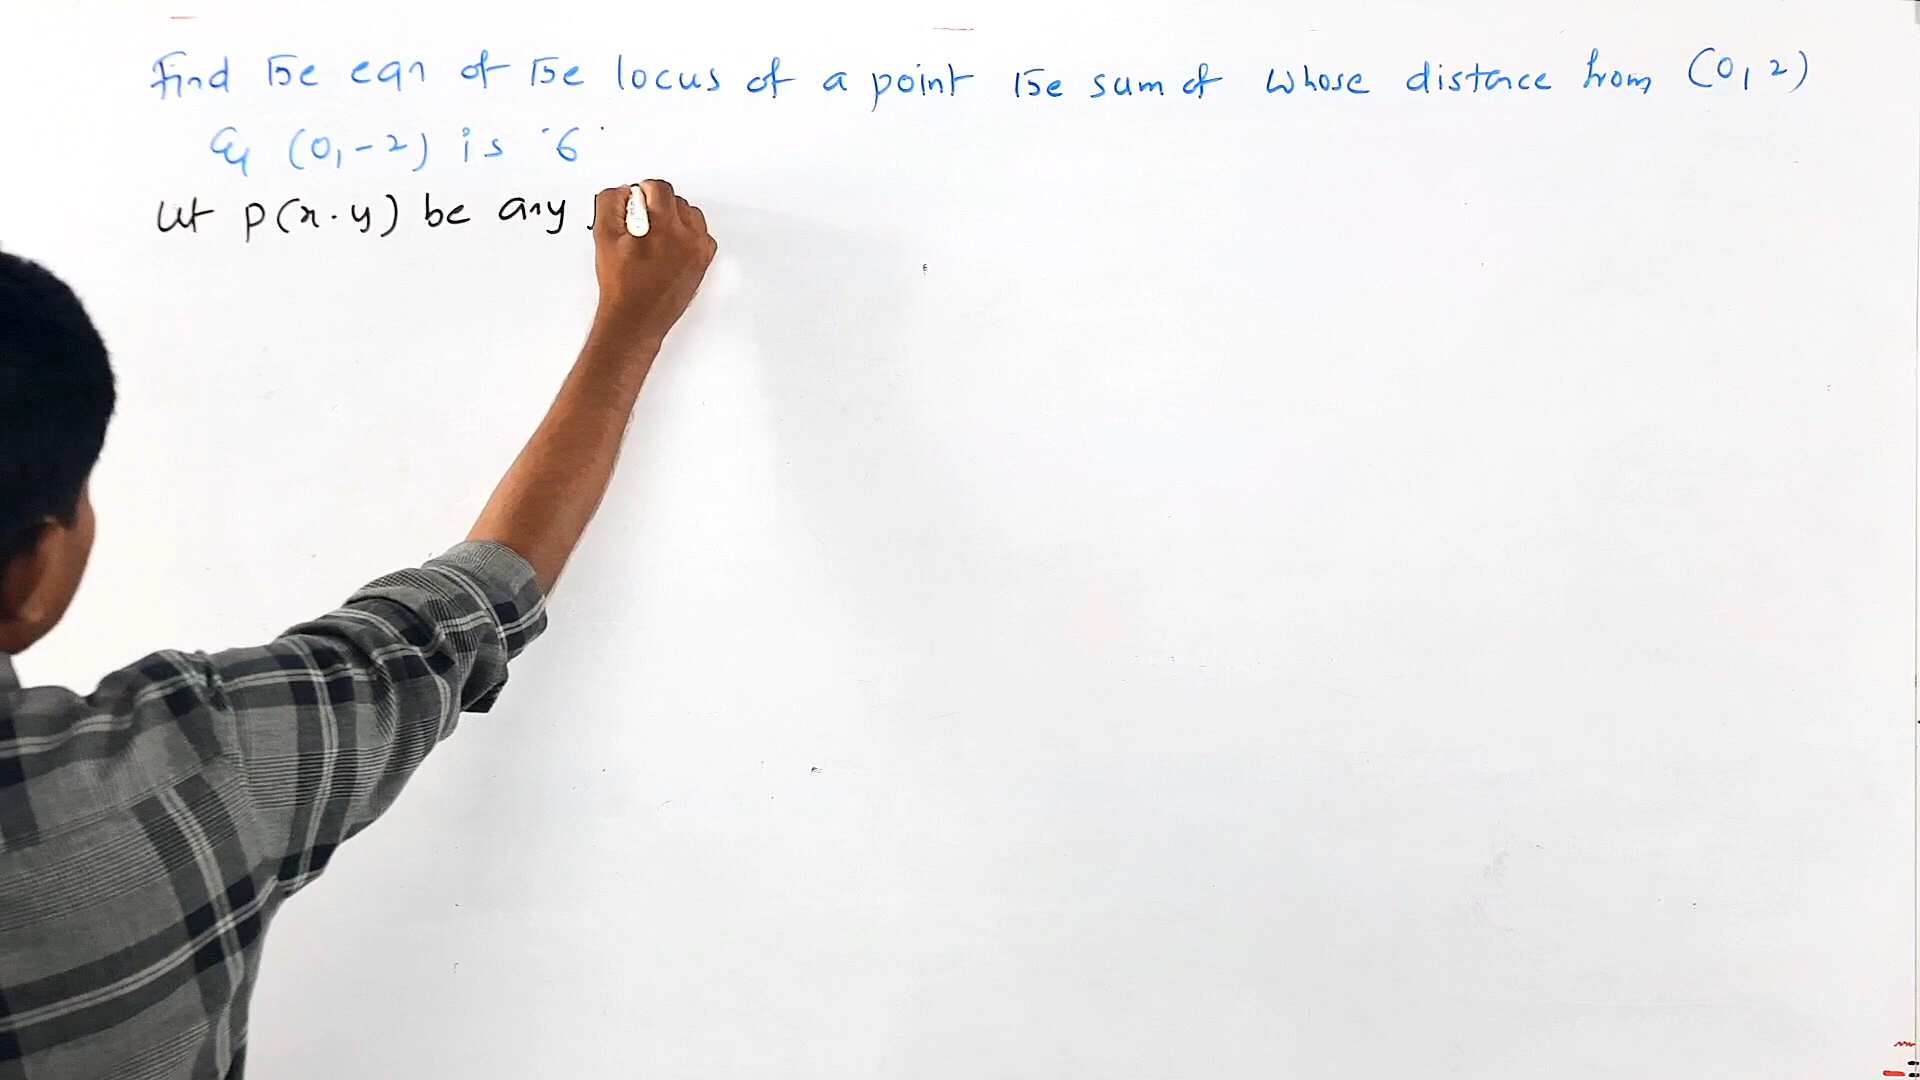 Find the eqn of the locus of a point the sum of whose distance from (0,2)
& (0,-2) is '6'
Let P(x.y) be any